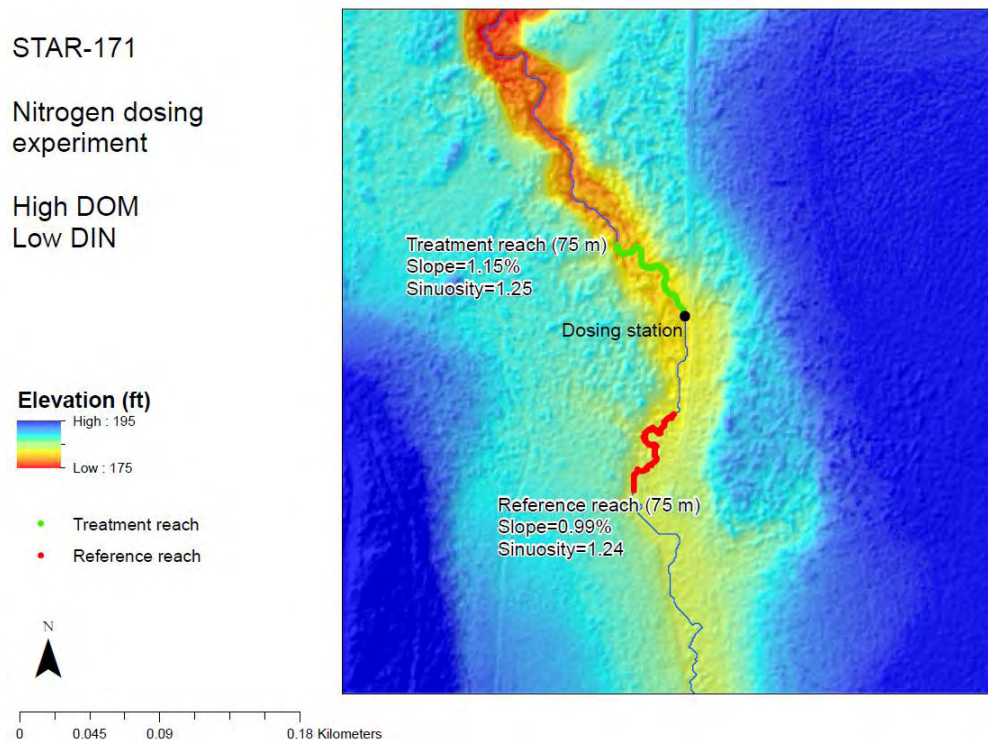 STAR-171
Nitrogen dosing
experiment
High DOM
Low DIN
Treatment reach (75 m)
Slope=1.15%
Sinuosity=1.25
Dosing station
Elevation (ft)
High : 195
Low : 175
Treatment reach
Reference reach
Reference reach (75 m)
Slope=0.99%
Sinuosity=1.24
N
0 0.045 0.09 0.18 Kilometers